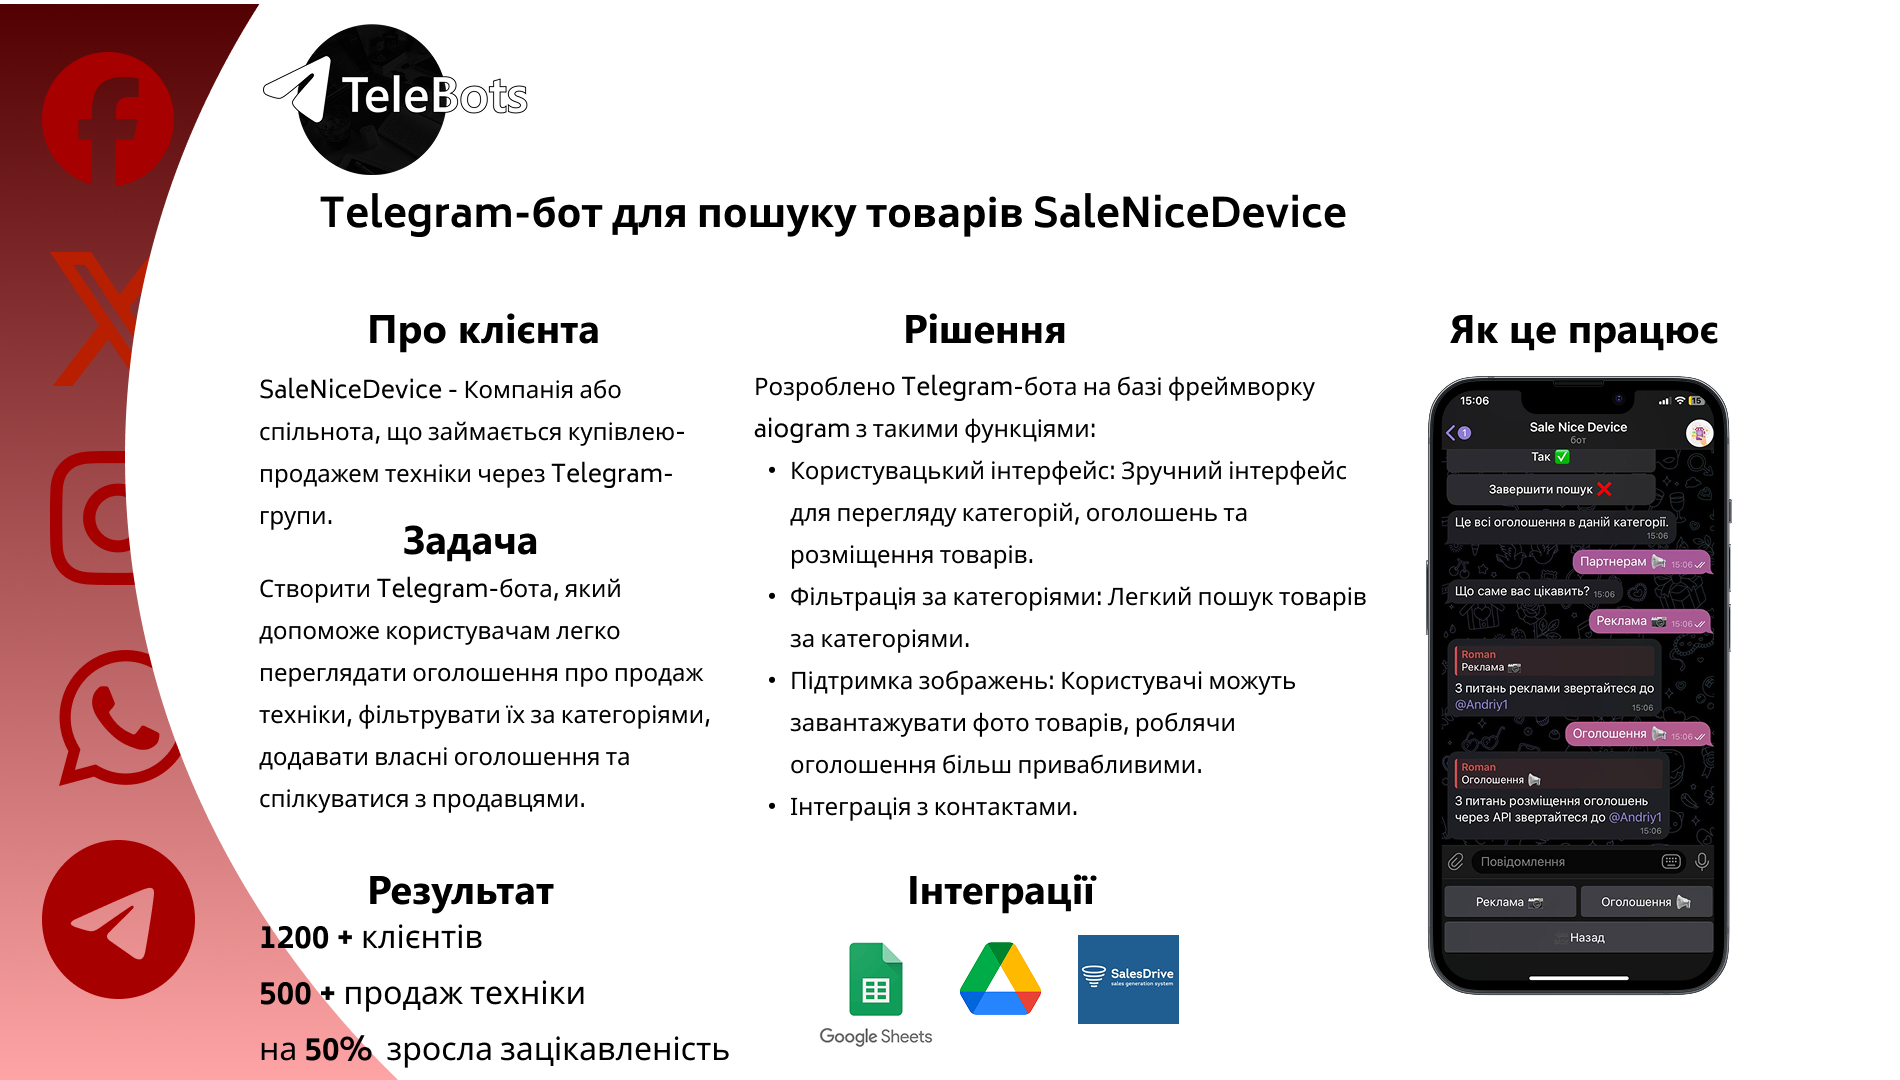 TeleBots
Telegram-бот для пошуку товарів SaleNiceDevice
Про клієнта
SaleNiceDevice - Компанія або
спільнота, що займається купівлею-
продажем техніки через Telegram-
групи.
Задача
Створити Telegram-бота, який
допоможе користувачам легко
переглядати оголошення про продаж
техніки, фільтрувати їх за категоріями,
додавати власні оголошення та
спілкуватися з продавцями.
Результат
1200 + клієнтів
500 + продаж техніки
на 50% зросла зацікавленість
Рішення
Розроблено Telegram-бота на базі фреймворку
aiogram з такими функціями:
• Користувацький інтерфейс: Зручний інтерфейс
для перегляду категорій, оголошень та
розміщення товарів.
• Фільтрація за категоріями: Легкий пошук товарів
за категоріями.
• Підтримка зображень: Користувачі можуть
завантажувати фото товарів, роблячи
оголошення більш привабливими.
• Інтеграція з контактами.
Інтеграції
Google Sheets
SalesDrive
sales generation system
Як це працює
15:06
15
1
Sale Nice Device
бот
Так ✅
Завершити пошук ❌
Це всі оголошення в даній категорії.
15:06
Партнерам 15:06
Що саме вас цікавить? 15:06
Реклама 15:06
Roman
Реклама
З питань реклами звертайтеся до
@Andriy1
15:06
Оголошення 15:06
Roman
Оголошення
З питань розміщення оголошень
через API звертайтеся до @Andriy1
15:06
Повідомлення
Реклама
Оголошення
Назад